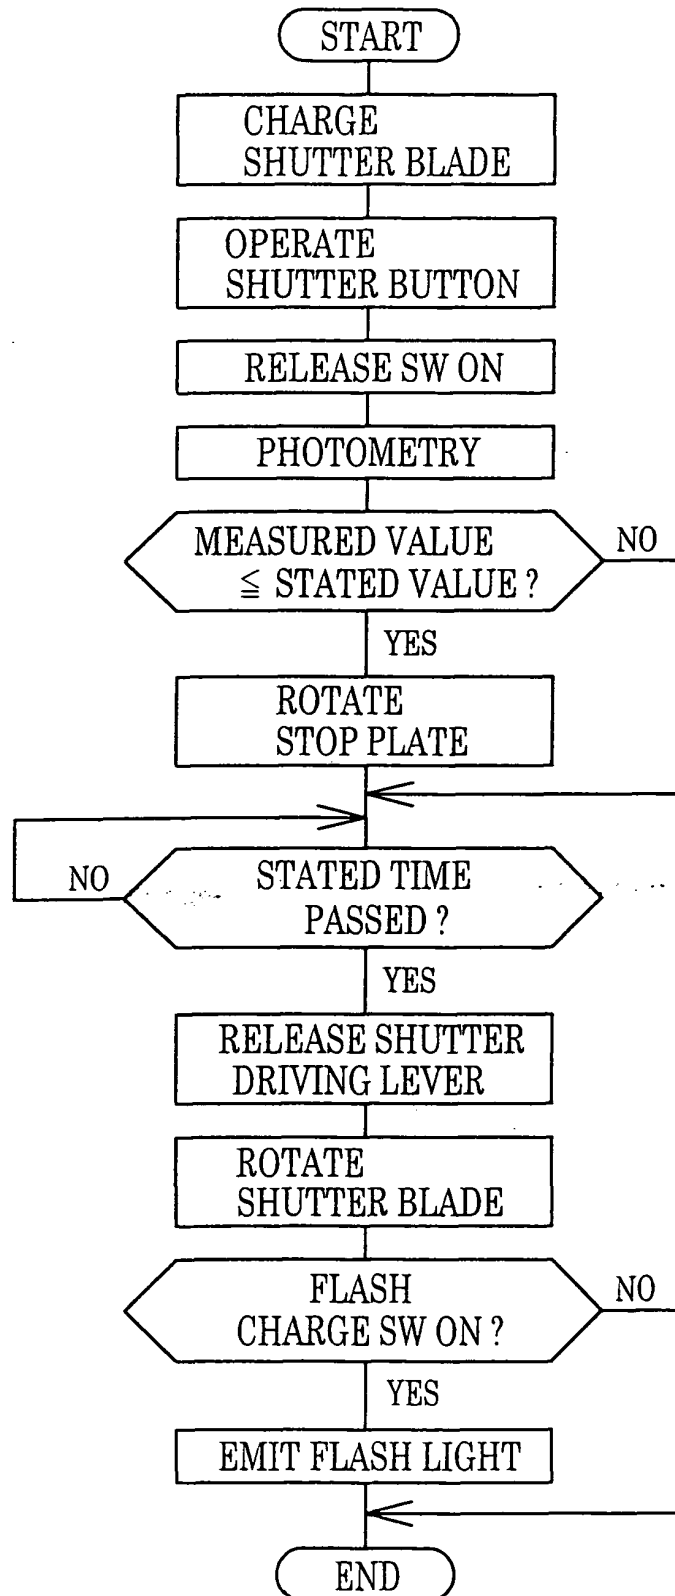 START
CHARGE
SHUTTER BLADE
OPERATE
SHUTTER BUTTON
RELEASE SW ON
PHOTOMETRY
MEASURED VALUE
≦ STATED VALUE ?
NO
YES
ROTATE
STOP PLATE
STATED TIME
PASSED ?
NO
YES
RELEASE SHUTTER
DRIVING LEVER
ROTATE
SHUTTER BLADE
FLASH
CHARGE SW ON ?
NO
YES
EMIT FLASH LIGHT
END